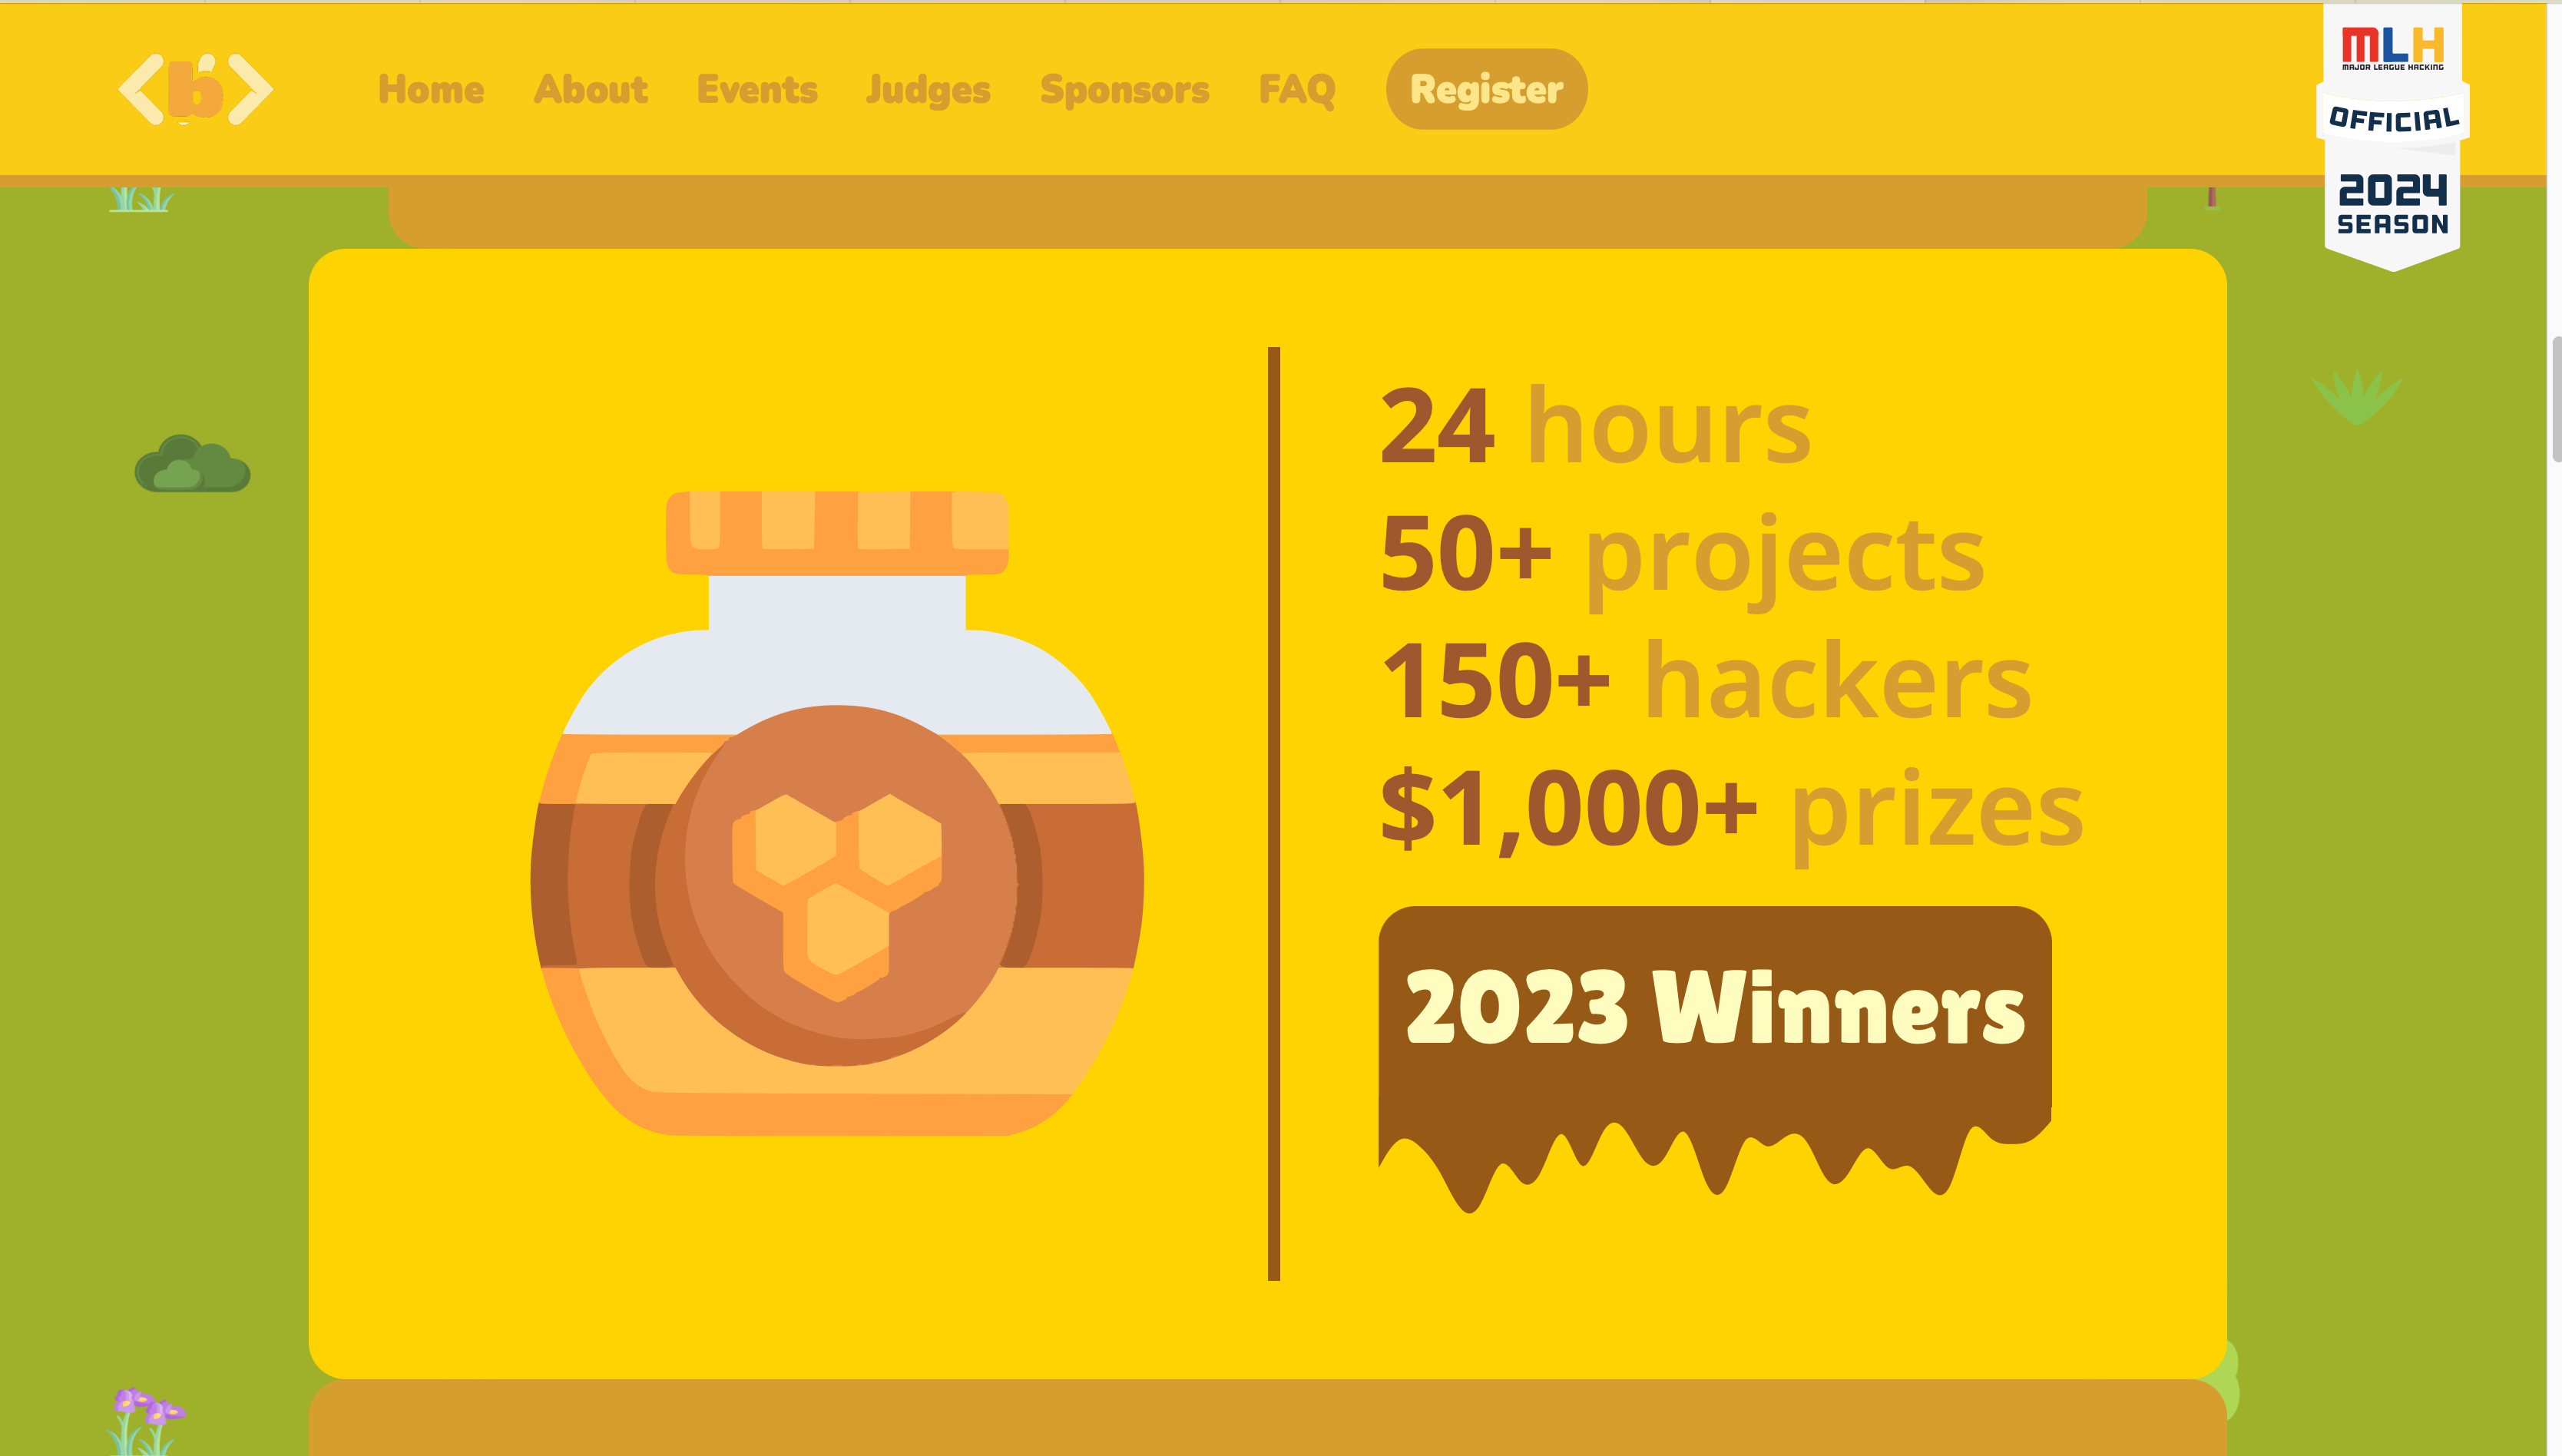 b
Home About Events Judges Sponsors FAQ Register
MLH
MAJOR LEAGUE HACKING
OFFICIAL
2024
SEASON
24 hours
50+ projects
150+ hackers
$1,000+ prizes
2023 Winners